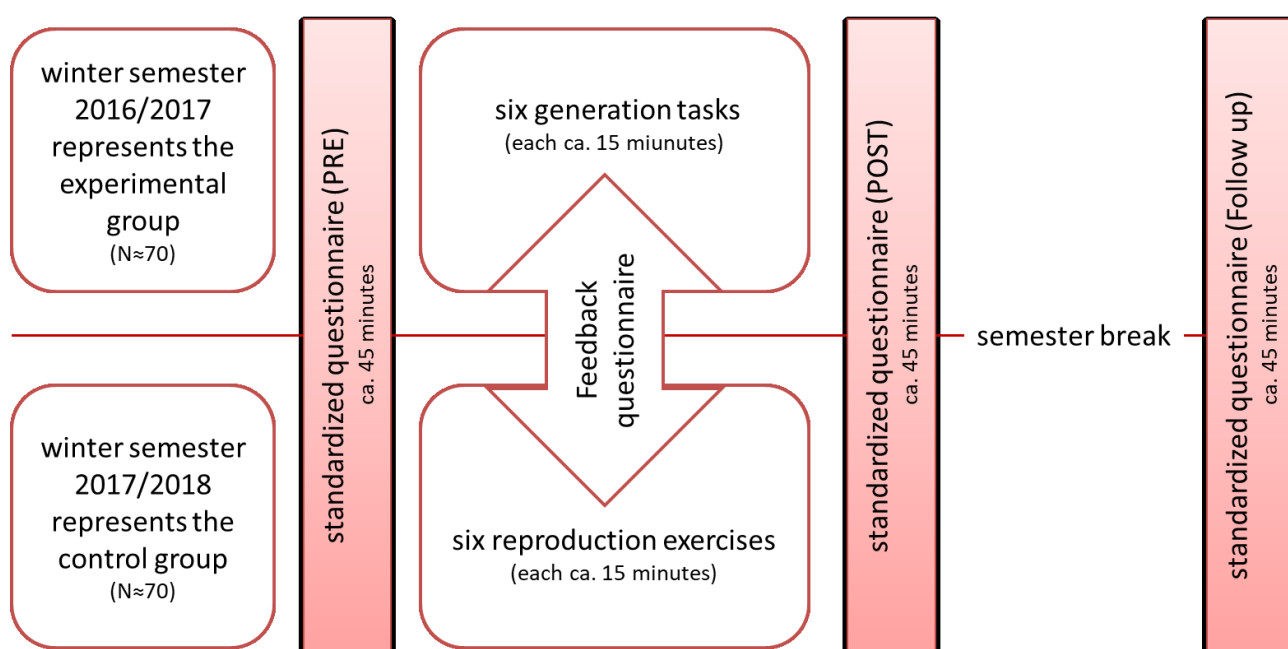 winter semester
2016/2017
represents the
experimental
group
(N≈70)
winter semester
2017/2018
represents the
control group
(N≈70)
standardized questionnaire (PRE)
ca. 45 minutes
six generation tasks
(each ca. 15 miunutes)
Feedback
questionnaire
six reproduction exercises
(each ca. 15 minutes)
standardized questionnaire (POST)
ca. 45 minutes
semester break
standardized questionnaire (Follow up)
ca. 45 minutes